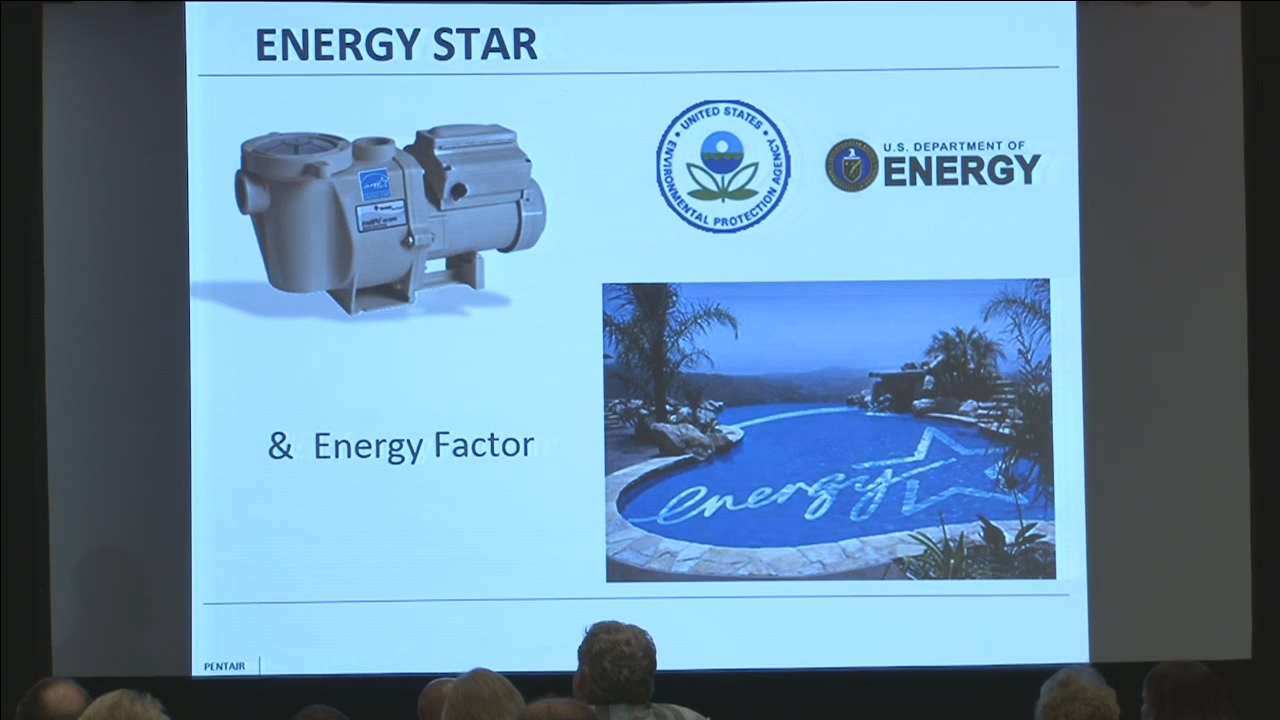 ENERGY STAR
UNITED STATES
ENVIRONMENTAL PROTECTION AGENCY
U.S. DEPARTMENT OF
ENERGY
& Energy Factor
energy
PENTAIR